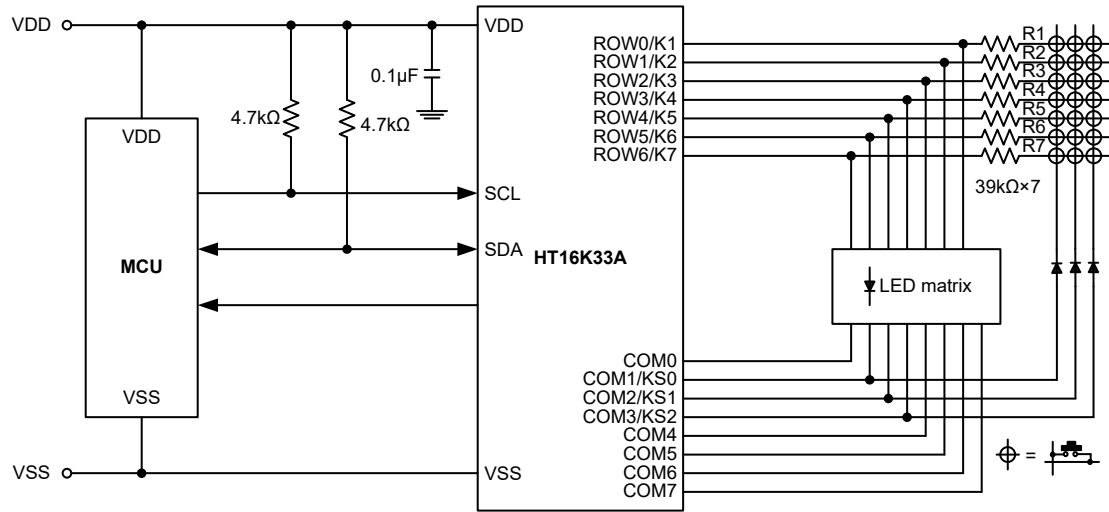 VDD
VDD
ROW0/K1
R1
ROW1/K2
R2
ROW2/K3
R3
0.1µF
ROW3/K4
R4
4.7kΩ
4.7kΩ
ROW4/K5
R5
VDD
ROW5/K6
R6
ROW6/K7
R7
39kΩ×7
SCL
SDA
HT16K33A
MCU
LED matrix
COM0
COM1/KS0
VSS
COM2/KS1
COM3/KS2
COM4
COM5
=
VSS
VSS
COM6
COM7